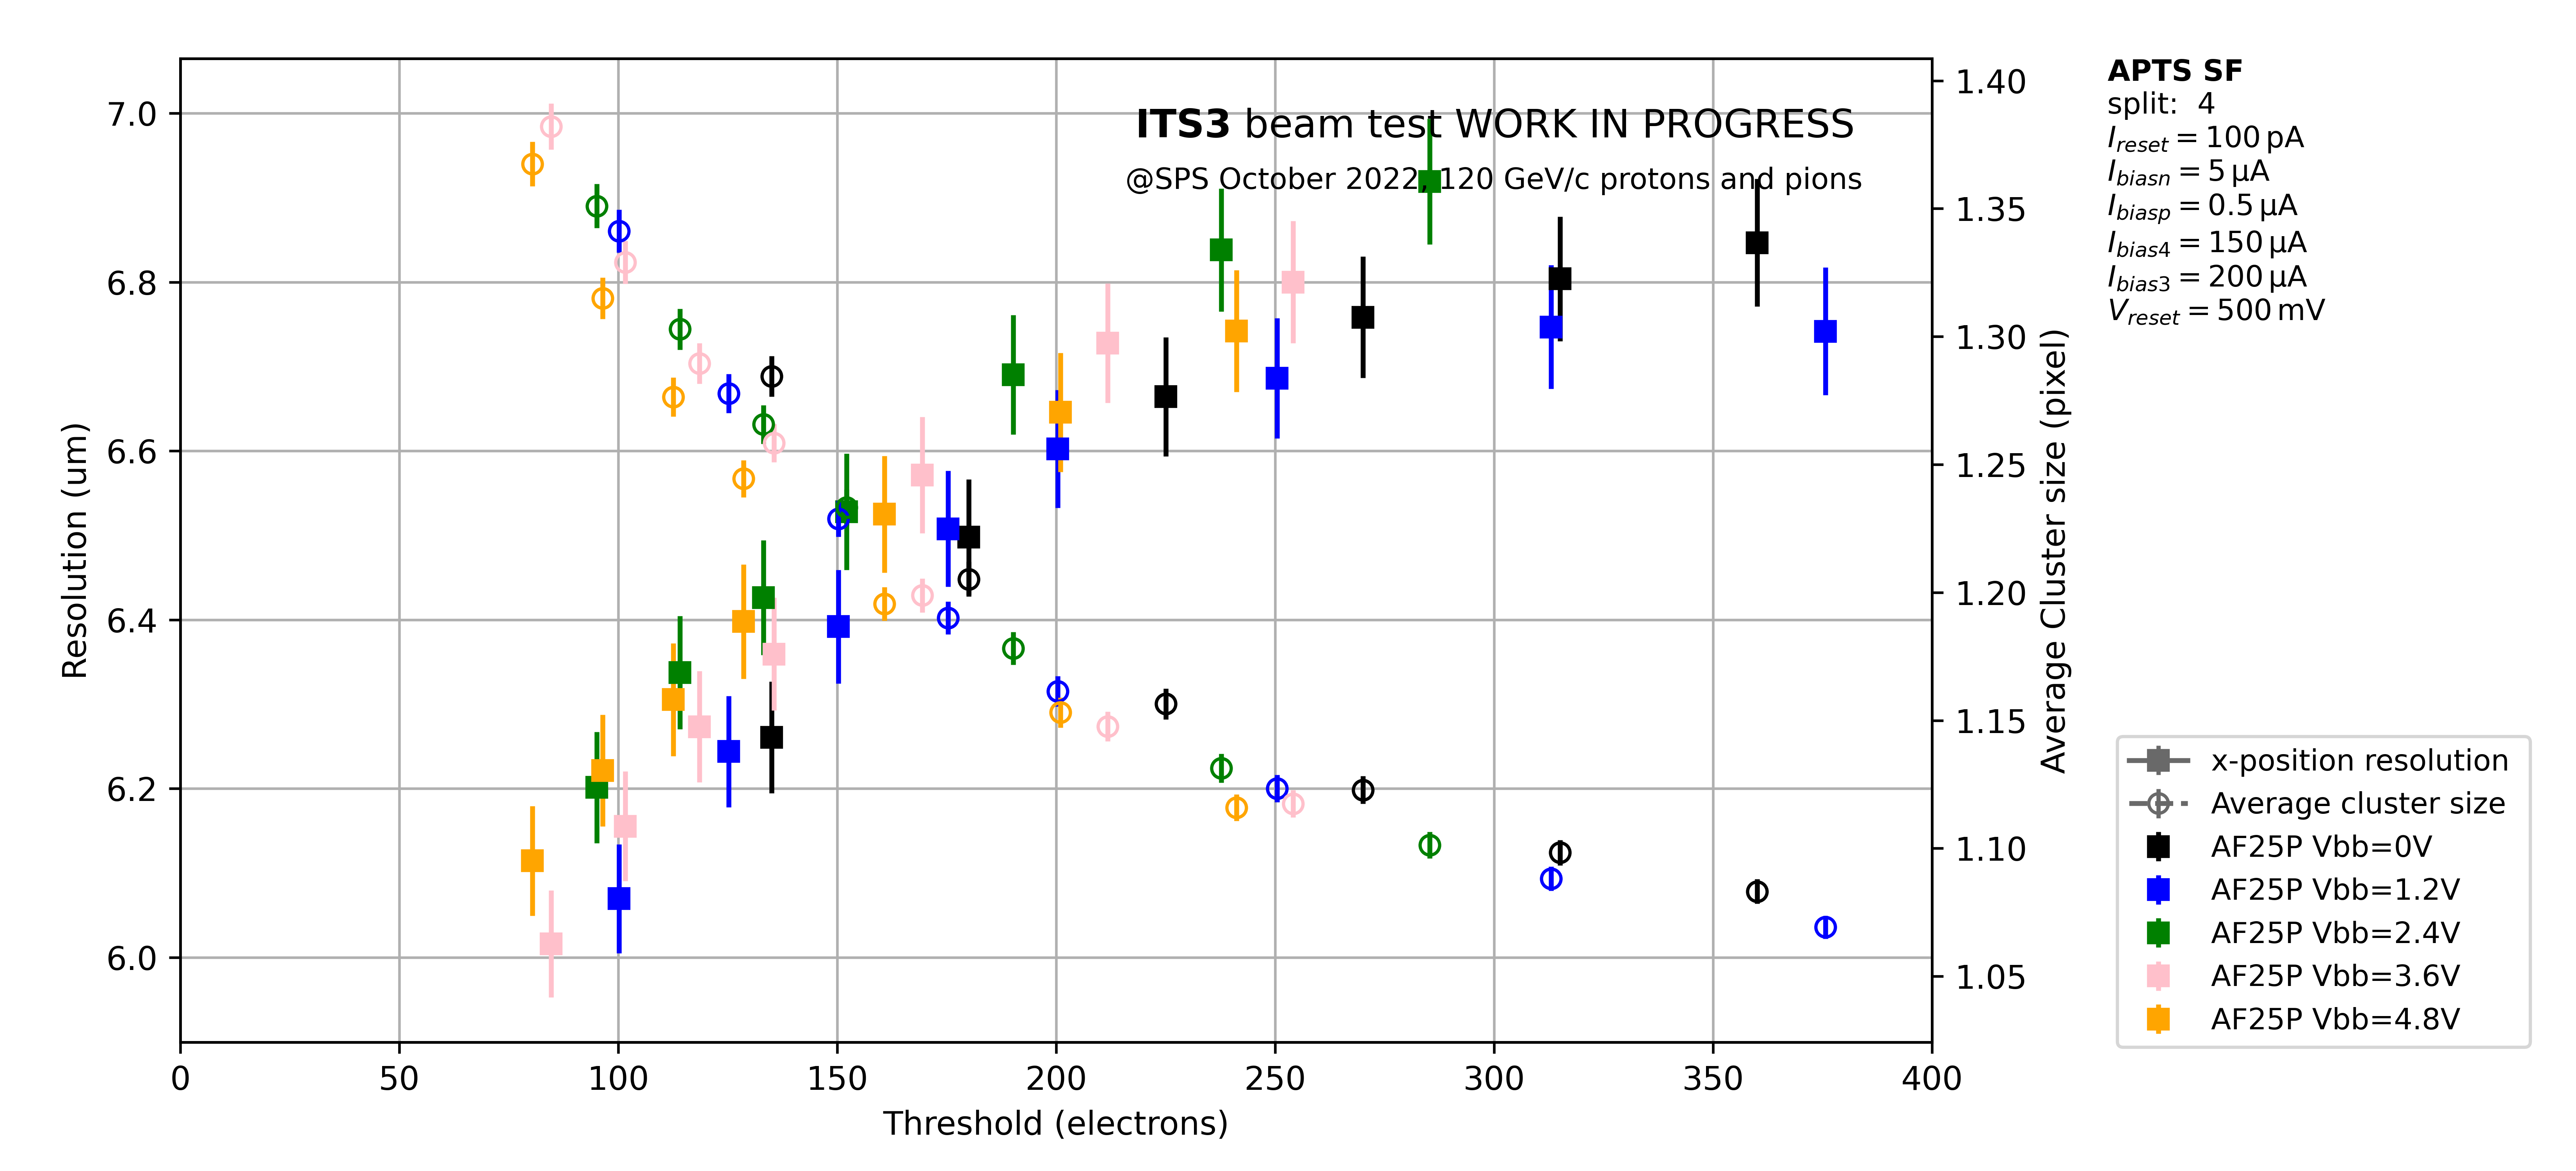 ITS3 beam test WORK IN PROGRESS
@SPS October 2022, 120 GeV/c protons and pions
7.0
6.8
6.6
6.4
6.2
6.0
Resolution (um)
0 50 100 150 200 250 300 350 400
Threshold (electrons)
1.40
1.35
1.30
1.25
1.20
1.15
1.10
1.05
Average Cluster size (pixel)
APTS SF
split: 4
I_reset = 100 pA
I_biasn = 5 μA
I_biasp = 0.5 μA
I_bias4 = 150 μA
I_bias3 = 200 μA
V_reset = 500 mV
x-position resolution
Average cluster size
AF25P Vbb=0V
AF25P Vbb=1.2V
AF25P Vbb=2.4V
AF25P Vbb=3.6V
AF25P Vbb=4.8V